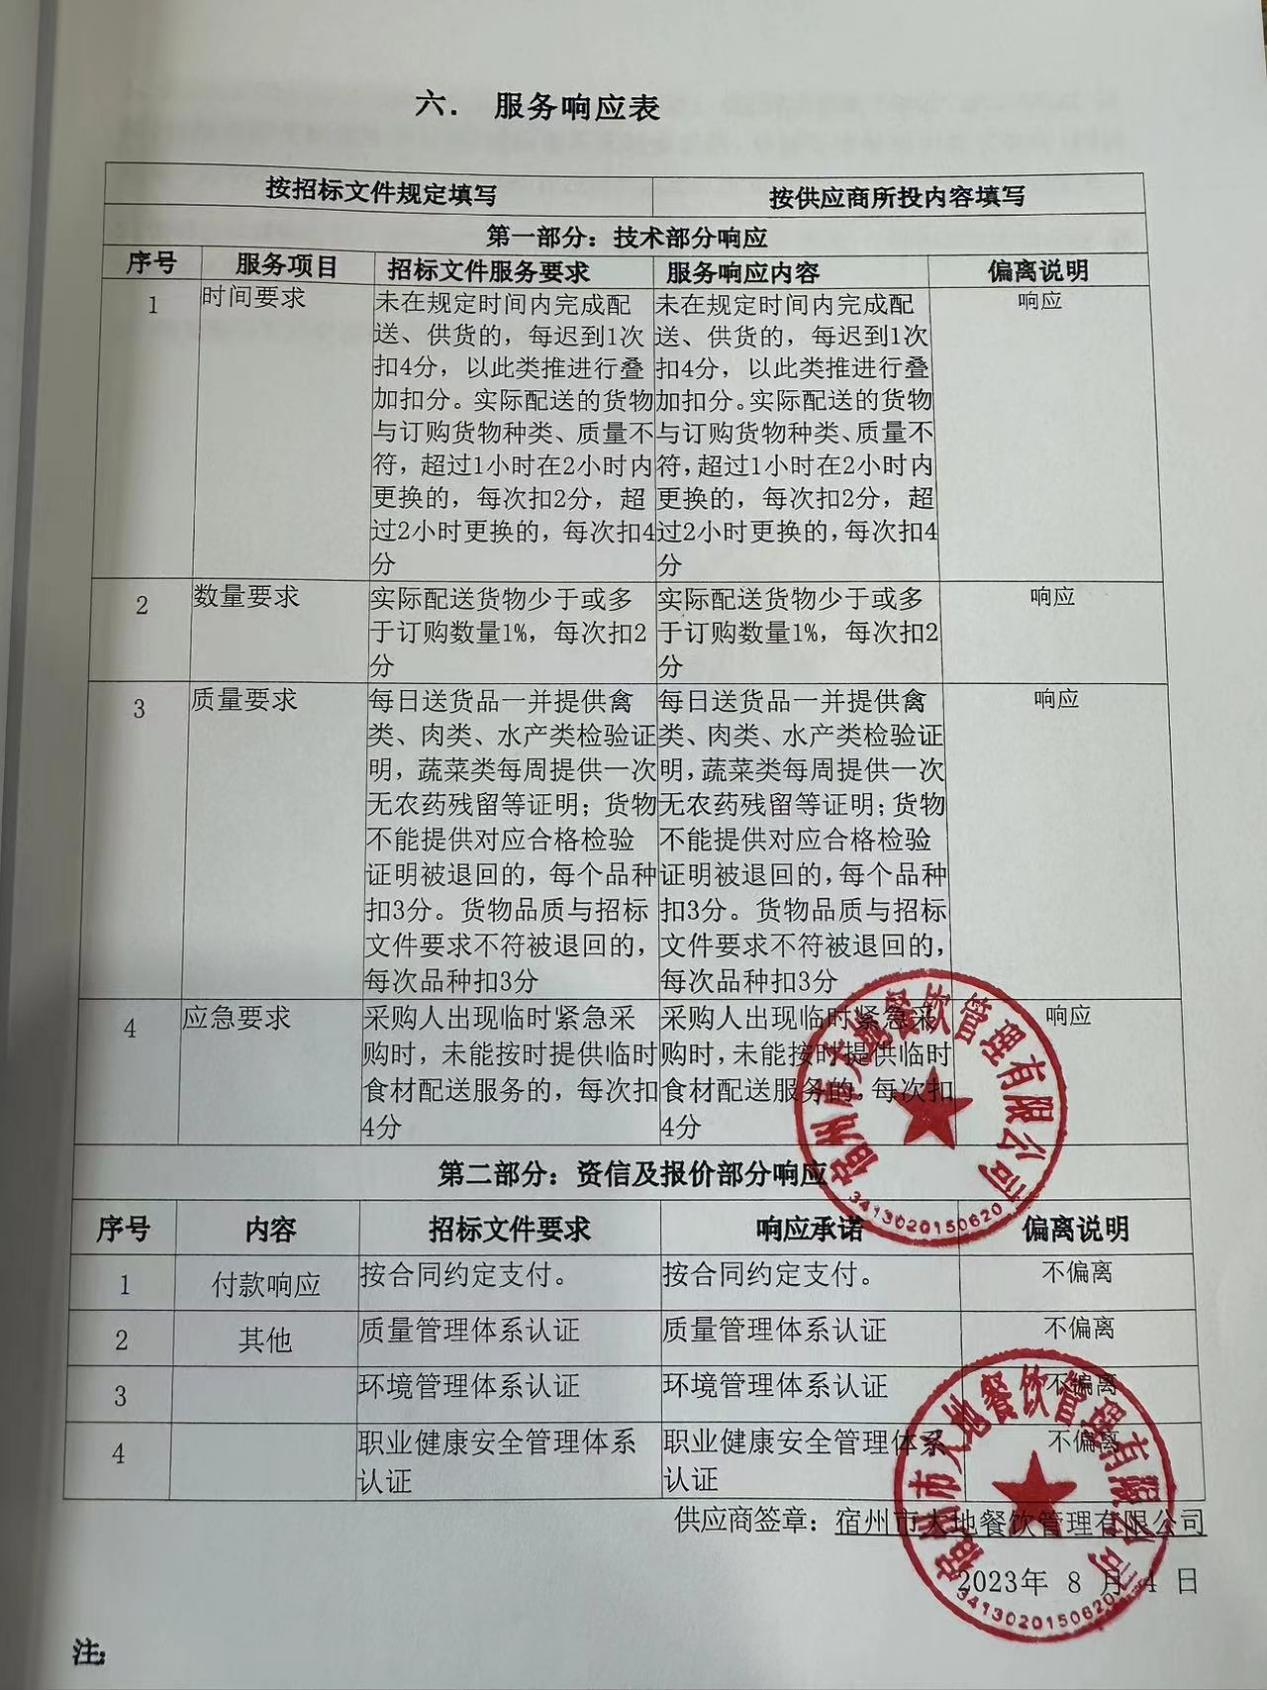 六． 服务响应表
按招标文件规定填写 按供应商所投内容填写
第一部分：技术部分响应
序号 服务项目 招标文件服务要求 服务响应内容 偏离说明
1 时间要求 未在规定时间内完成配 未在规定时间内完成配 响应
送、供货的，每迟到1次 送、供货的，每迟到1次
扣4分，以此类推进行叠 扣4分，以此类推进行叠
加扣分。实际配送的货物 加扣分。实际配送的货物
与订购货物种类、质量不 与订购货物种类、质量不
符，超过1小时在2小时内 符，超过1小时在2小时内
更换的，每次扣2分，超 更换的，每次扣2分，超
过2小时更换的，每次扣4 过2小时更换的，每次扣4
分 分
2 数量要求 实际配送货物少于或多 实际配送货物少于或多 响应
于订购数量1%，每次扣2 于订购数量1%，每次扣2
分 分
3 质量要求 每日送货品一并提供禽 每日送货品一并提供禽 响应
类、肉类、水产类检验证 类、肉类、水产类检验证
明，蔬菜类每周提供一次 明，蔬菜类每周提供一次
无农药残留等证明；货物 无农药残留等证明；货物
不能提供对应合格检验 不能提供对应合格检验
证明被退回的，每个品种 证明被退回的，每个品种
扣3分。货物品质与招标 扣3分。货物品质与招标
文件要求不符被退回的， 文件要求不符被退回的，
每次品种扣3分 每次品种扣3分
4 应急要求 采购人出现临时紧急采 采购人出现临时紧急采 响应
购时，未能按时提供临时 购时，未能按时提供临时
食材配送服务的，每次扣 食材配送服务的，每次扣
4分 4分
宿州市大地餐饮管理有限公司
3413020150620
第二部分：资信及报价部分响应
序号 内容 招标文件要求 响应承诺 偏离说明
1 付款响应 按合同约定支付。 按合同约定支付。 不偏离
2 其他 质量管理体系认证 质量管理体系认证 不偏离
3 环境管理体系认证 环境管理体系认证 不偏离
4 职业健康安全管理体系 职业健康安全管理体系 不偏离
认证 认证
供应商签章：宿州市大地餐饮管理有限公司
2023年 8 月 4 日
宿州市大地餐饮管理有限公司
3413020150620
注：